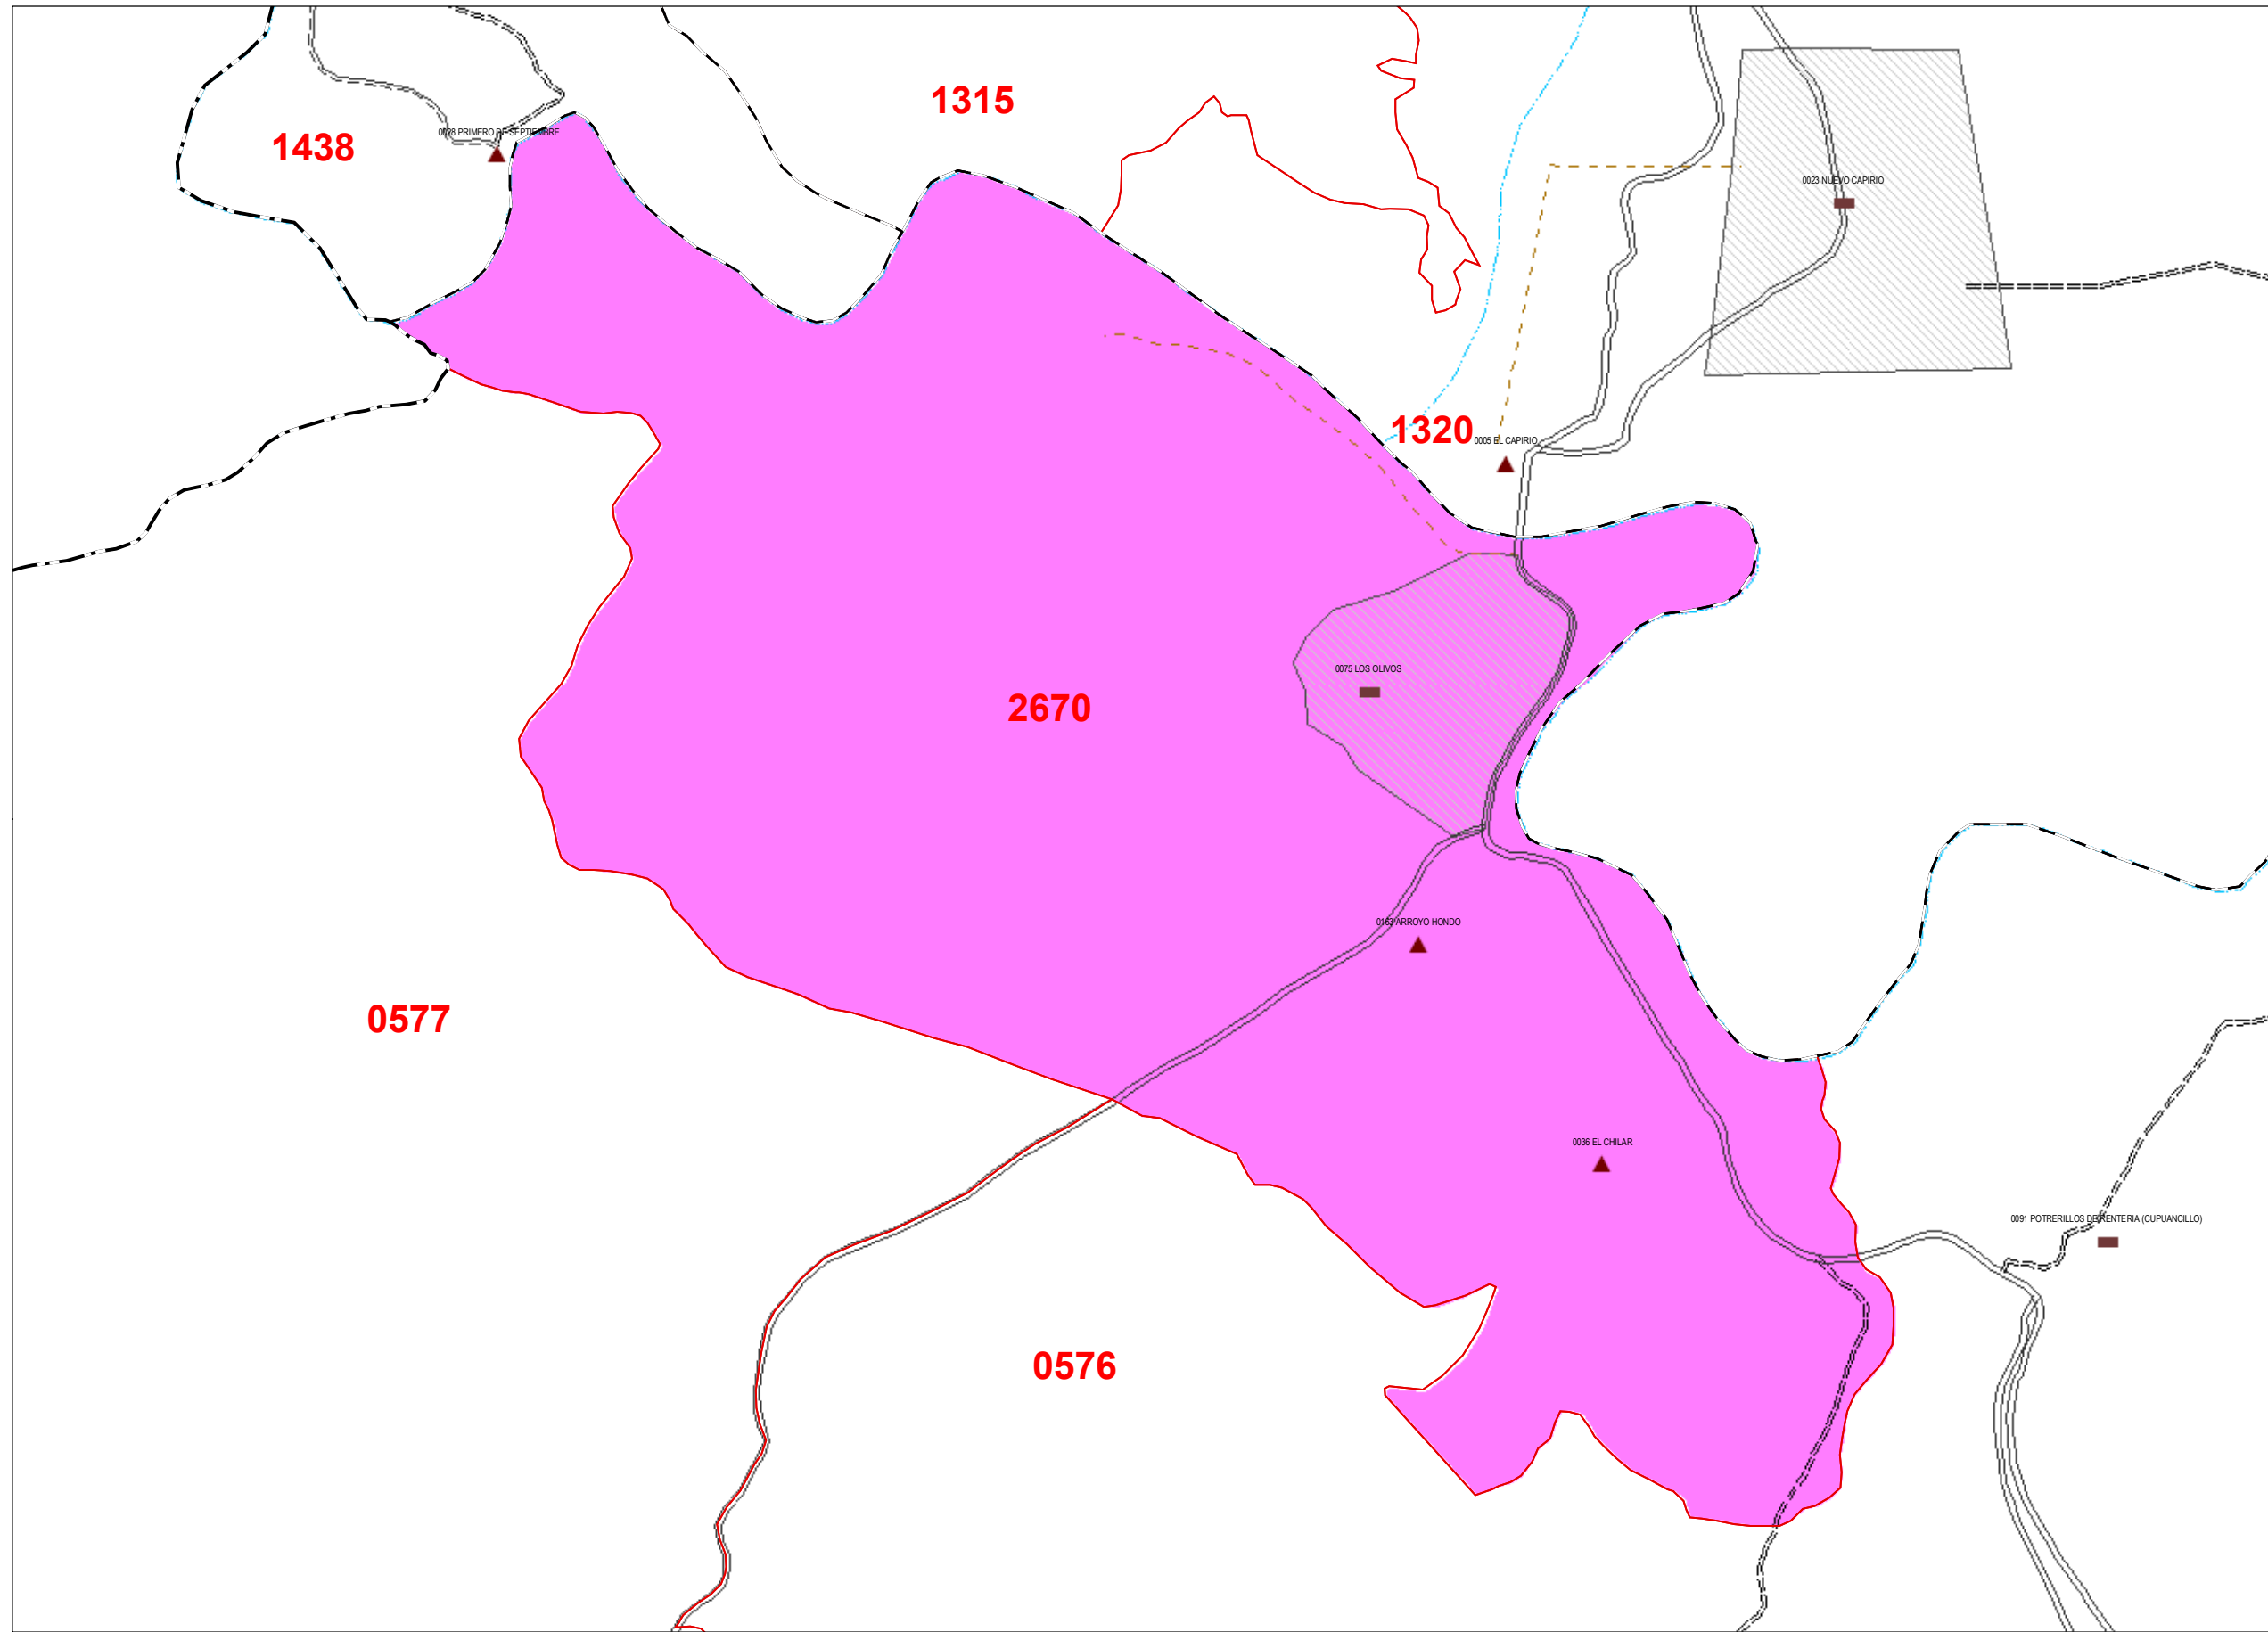 1315
0028 PRIMERO DE SEPTIEMBRE
1438
0023 NUEVO CAPIRIO
1320
0005 EL CAPIRIO
0075 LOS OLIVOS
2670
0163 ARROYO HONDO
0577
0036 EL CHILAR
0091 POTRERILLOS DE RENTERIA (CUPUANCILLO)
0576